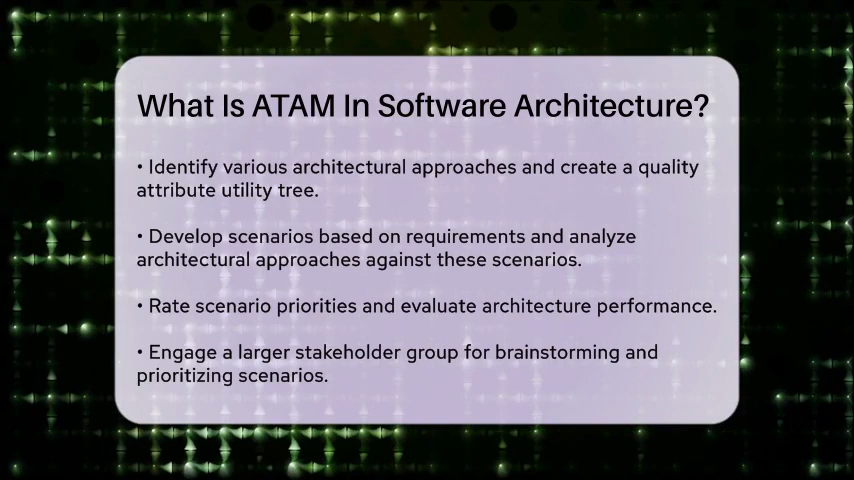 What Is ATAM In Software Architecture?
• Identify various architectural approaches and create a quality
attribute utility tree.
• Develop scenarios based on requirements and analyze
architectural approaches against these scenarios.
• Rate scenario priorities and evaluate architecture performance.
• Engage a larger stakeholder group for brainstorming and
prioritizing scenarios.